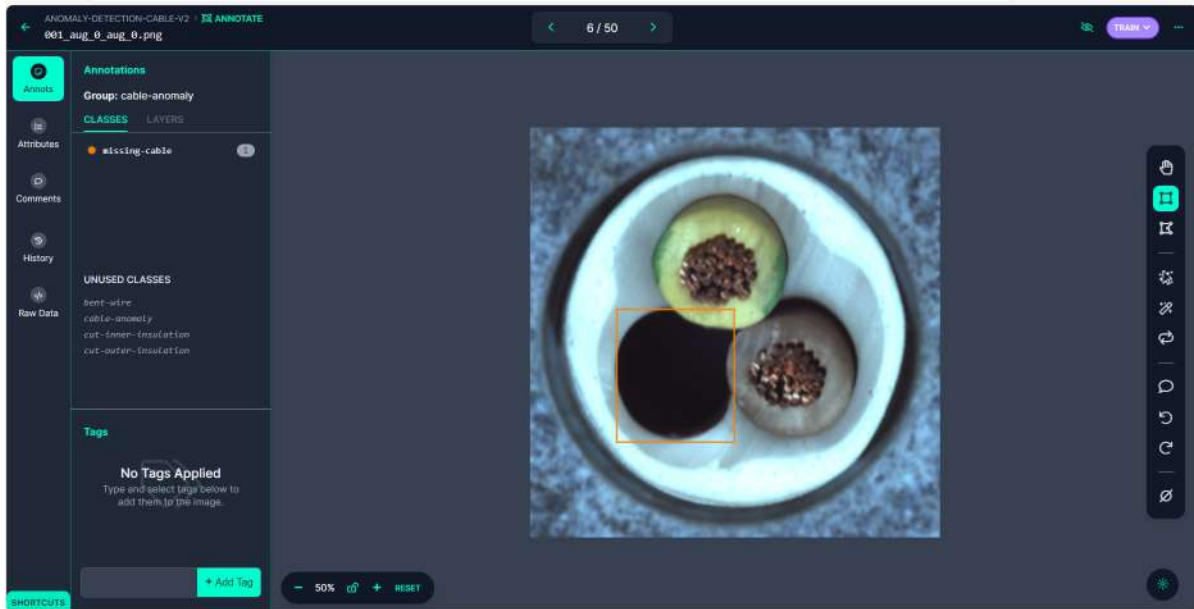 ANOMALY-DETECTION-CABLE-V2 › ANNOTATE
001_aug_0_aug_0.png
6 / 50
TRAIN
Annots
Attributes
Comments
History
Raw Data
SHORTCUTS
Annotations
Group: cable-anomaly
CLASSES LAYERS
missing-cable 1
UNUSED CLASSES
bent-wire
cable-anomaly
cut-inner-insulation
cut-outer-insulation
Tags
No Tags Applied
Type and select tags below to
add them to the image.
+ Add Tag
− 50% + RESET